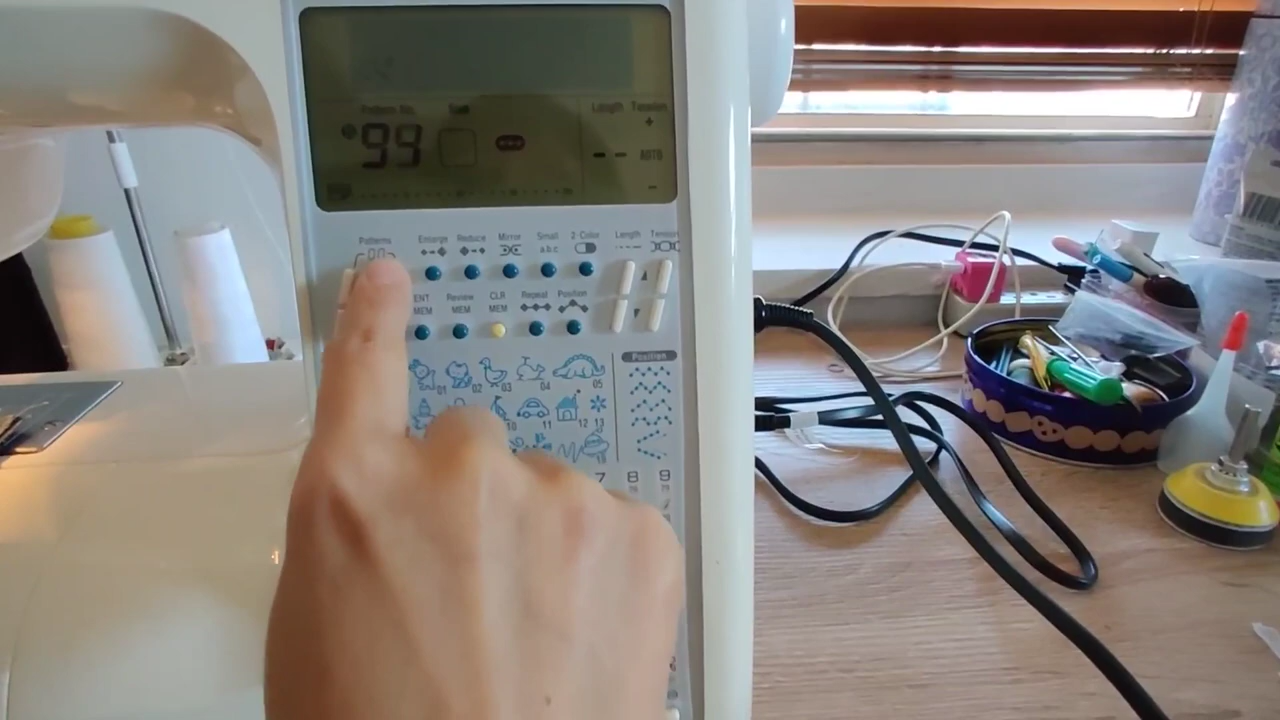 Pattern No.
Length Tension
+
99
-- AUTO
-
Patterns Enlarge Reduce Mirror Small 2 Color Length
a.b.c
ENT Review CLR Repeat Position
MEM MEM MEM
Position
01 02 03 04 05
10 11 12 13
7 8 9